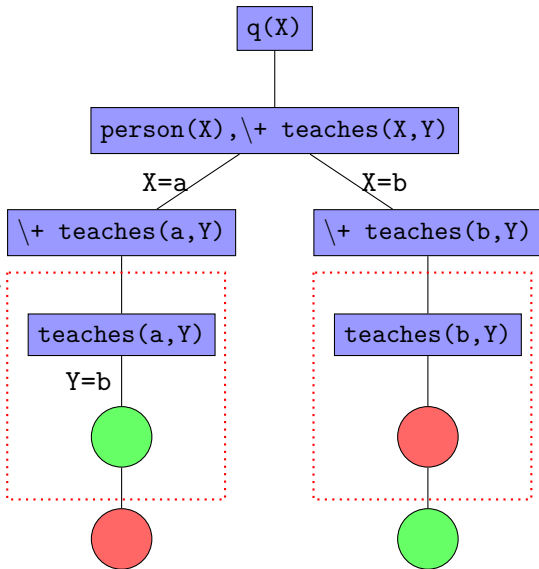 q(X)
person(X),\+ teaches(X,Y)
X=a
X=b
\+ teaches(a,Y)
\+ teaches(b,Y)
teaches(a,Y)
teaches(b,Y)
Y=b